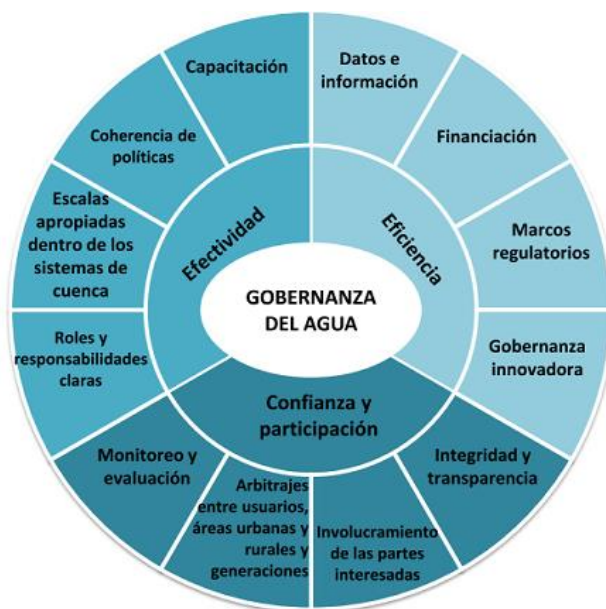 Capacitación
Datos e
información
Coherencia de
políticas
Financiación
Escalas
apropiadas
dentro de los
sistemas de
cuenca
Efectividad
Eficiencia
Marcos
regulatorios
GOBERNANZA
DEL AGUA
Roles y
responsabilidades
claras
Gobernanza
innovadora
Confianza y
participación
Monitoreo y
evaluación
Integridad y
transparencia
Arbitrajes
entre usuarios,
áreas urbanas y
rurales y
generaciones
Involucramiento
de las partes
interesadas